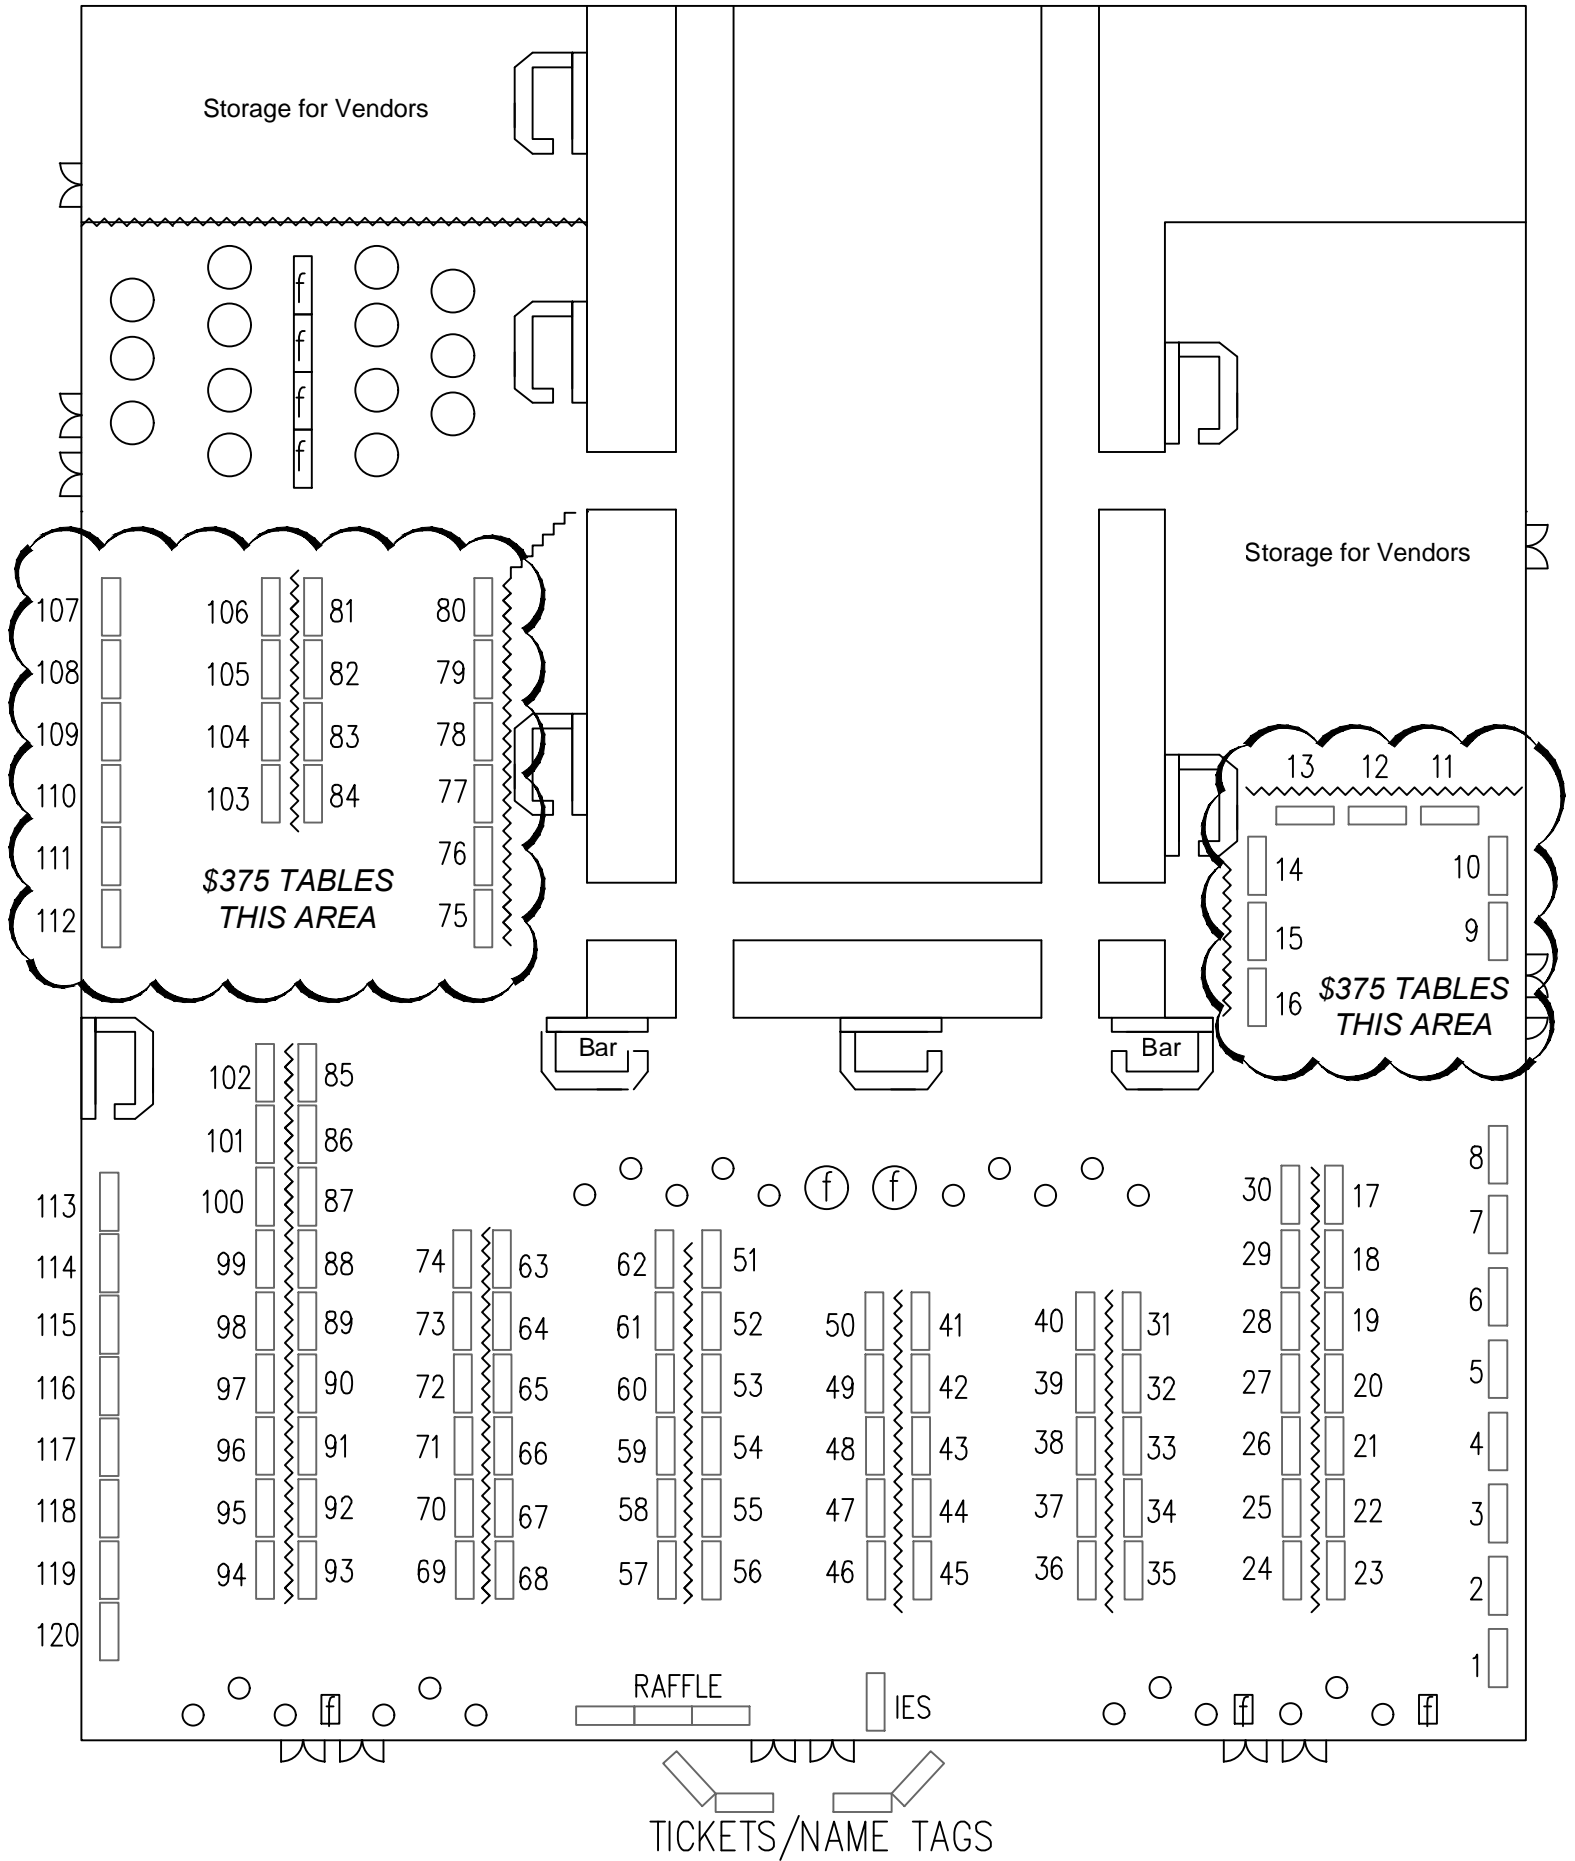 Storage for Vendors
f
f
f
f
Storage for Vendors
107 106 81 80
108 105 82 79
109 104 83 78
110 103 84 77
111 76
112 75
$375 TABLES
THIS AREA
13 12 11
14 10
15 9
16
$375 TABLES
THIS AREA
Bar Bar
102 85
101 86
100 87
f f
30 17 8
113
114 99 88 74 63 62 51 29 18 7
115 98 89 73 64 61 52 50 41 40 31 28 19 6
116 97 90 72 65 60 53 49 42 39 32 27 20 5
117 96 91 71 66 59 54 48 43 38 33 26 21 4
118 95 92 70 67 58 55 47 44 37 34 25 22 3
119 94 93 69 68 57 56 46 45 36 35 24 23 2
120 1
f RAFFLE IES f f
TICKETS/NAME TAGS